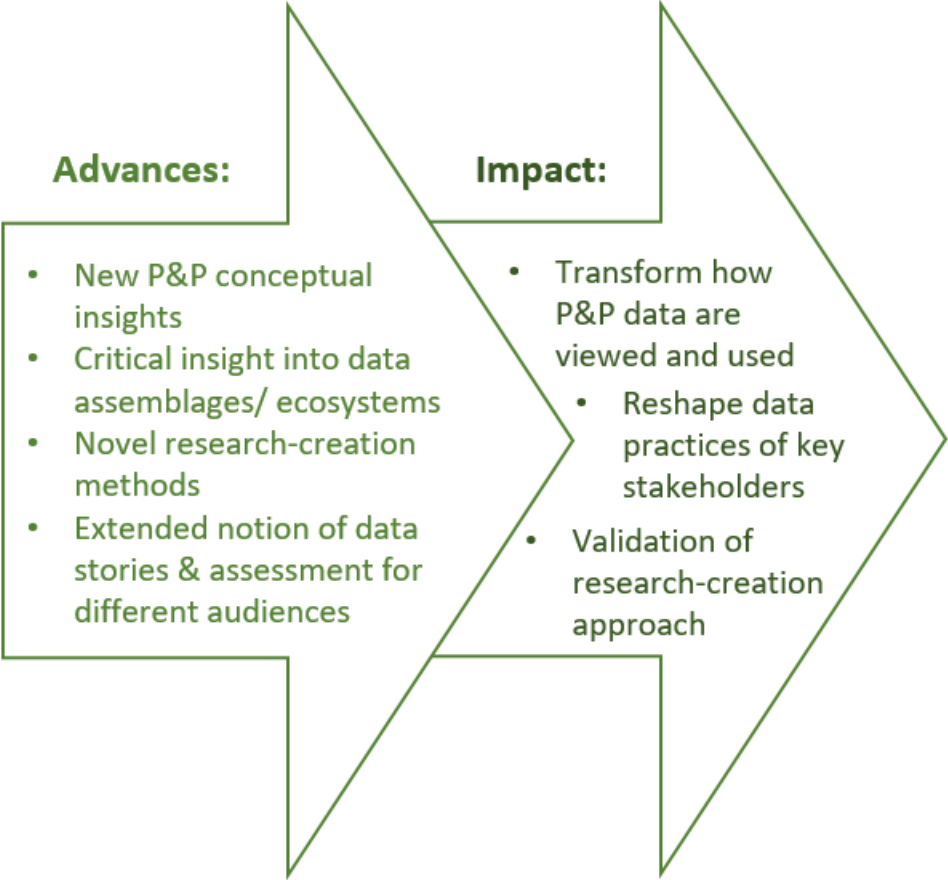 Advances:
• New P&P conceptual
insights
• Critical insight into data
assemblages/ ecosystems
• Novel research-creation
methods
• Extended notion of data
stories & assessment for
different audiences
Impact:
• Transform how
P&P data are
viewed and used
• Reshape data
practices of key
stakeholders
• Validation of
research-creation
approach